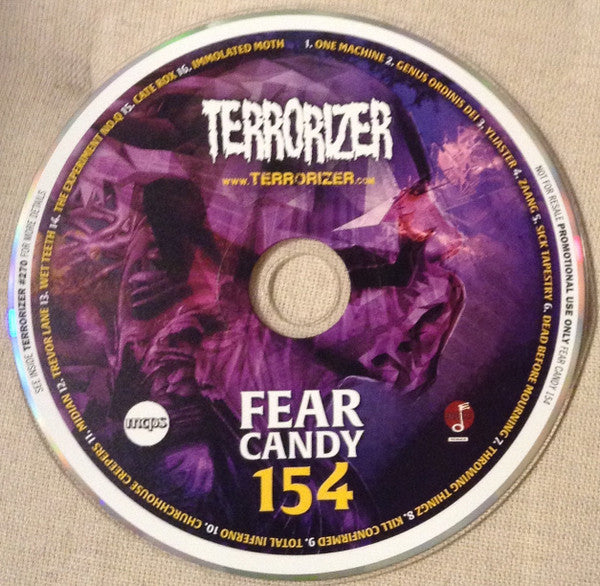 1. ONE MACHINE 2. GENUS ORDINIS DEI 3. YLIASTER 4. ZAANG 5. SICK TAPESTRY 6. DEAD BEFORE MOURNING 7. THROWING THINGZ 8. KILL CONFIRMED 9. TOTAL INFERNO 10. CHURCHHOUSE CREEPERS 11. MIDIAN 12. TREVOR LANE 13. WET TEETH 14. THE EXPERIMENT NO.Q 15. CATE BOX 16. IMMOLATED MOTH
TERRORIZER
WWW.TERRORIZER.COM
mcps
FEAR
CANDY
154
SEE INSIDE TERRORIZER #270 FOR MORE DETAILS
NOT FOR RESALE PROMOTIONAL USE ONLY FEAR CANDY 154